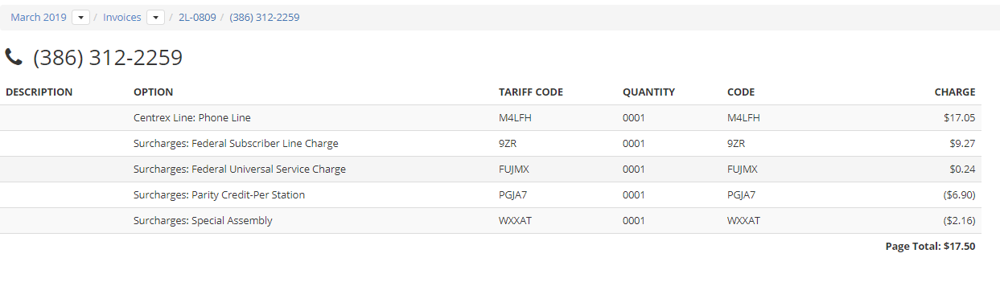 March 2019 / Invoices / 2L-0809 / (386) 312-2259
(386) 312-2259
DESCRIPTION OPTION TARIFF CODE QUANTITY CODE CHARGE
Centrex Line: Phone Line M4LFH 0001 M4LFH $17.05
Surcharges: Federal Subscriber Line Charge 9ZR 0001 9ZR $9.27
Surcharges: Federal Universal Service Charge FUJMX 0001 FUJMX $0.24
Surcharges: Parity Credit-Per Station PGJA7 0001 PGJA7 ($6.90)
Surcharges: Special Assembly WXXAT 0001 WXXAT ($2.16)
Page Total: $17.50